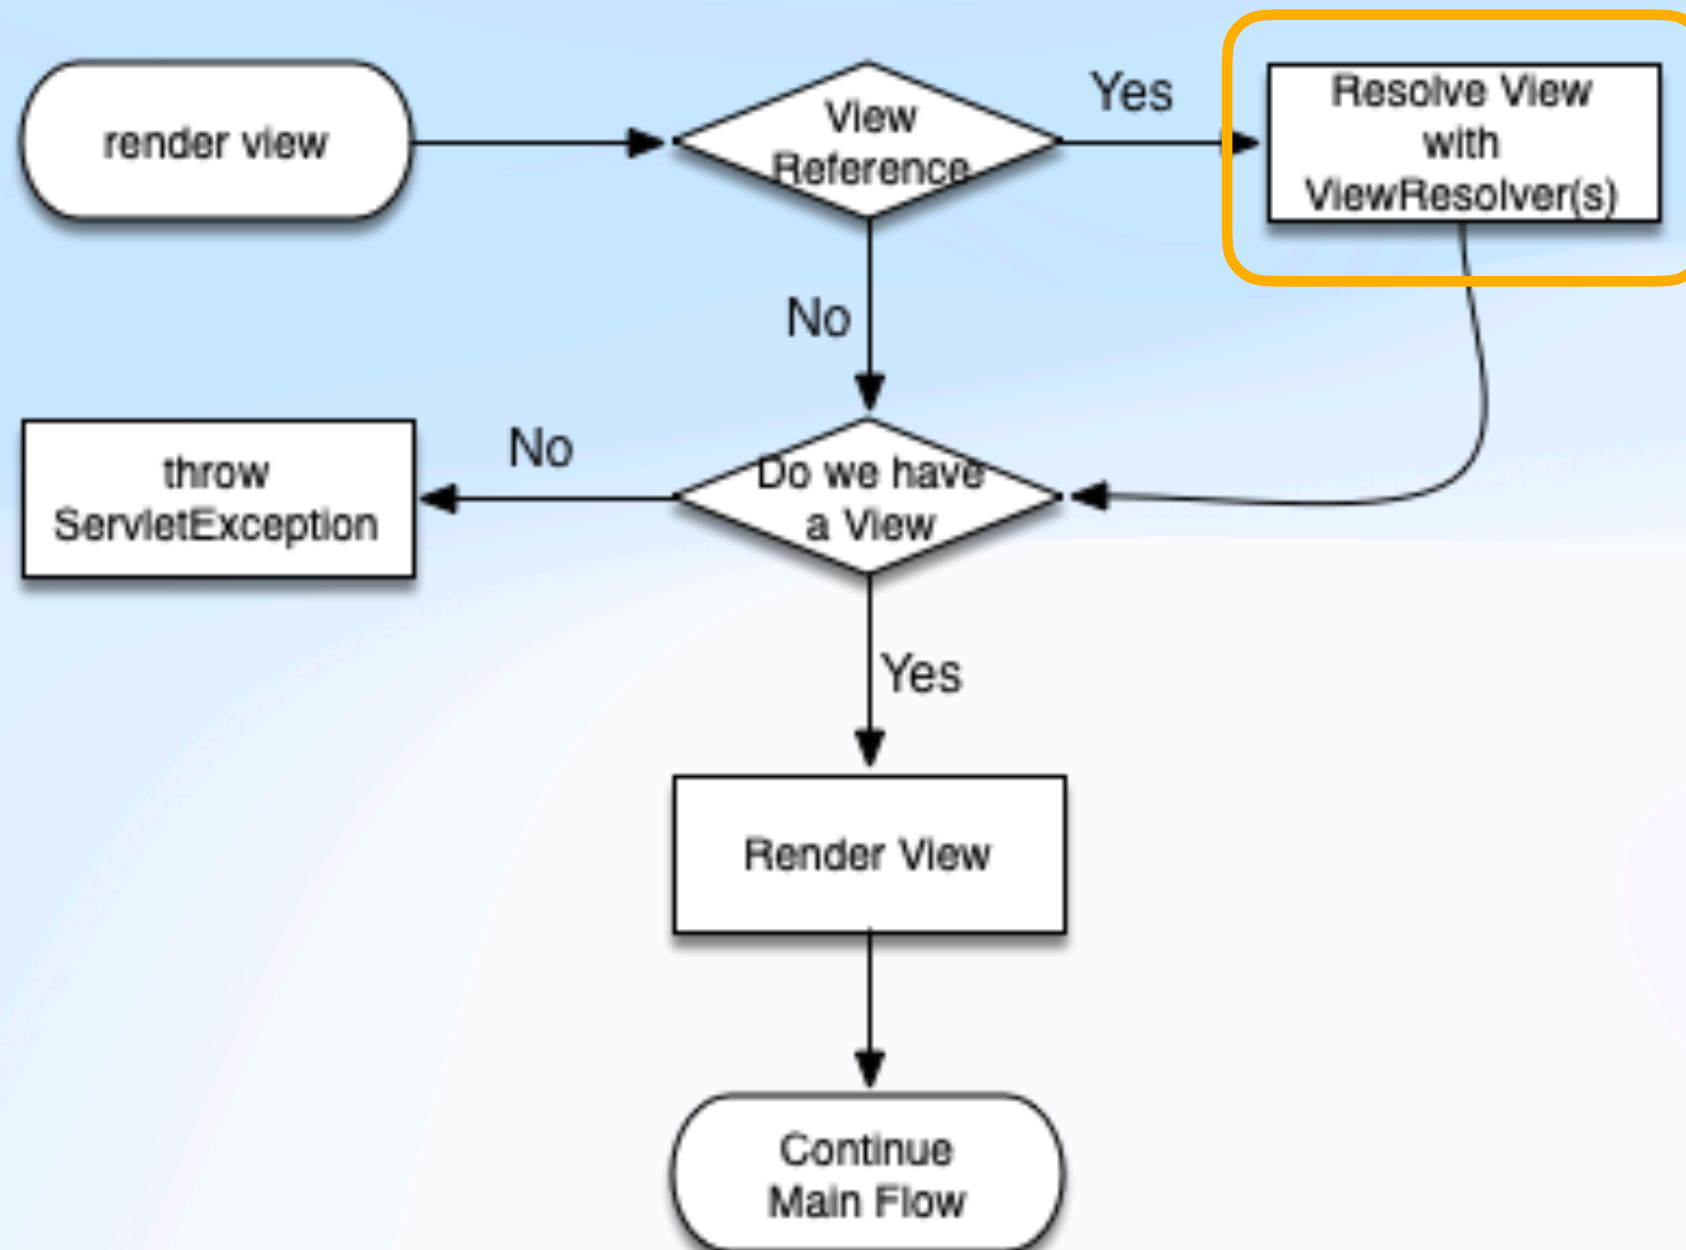 render view
View
Reference
Yes
Resolve View
with
ViewResolver(s)
No
throw
ServletException
No
Do we have
a View
Yes
Render View
Continue
Main Flow